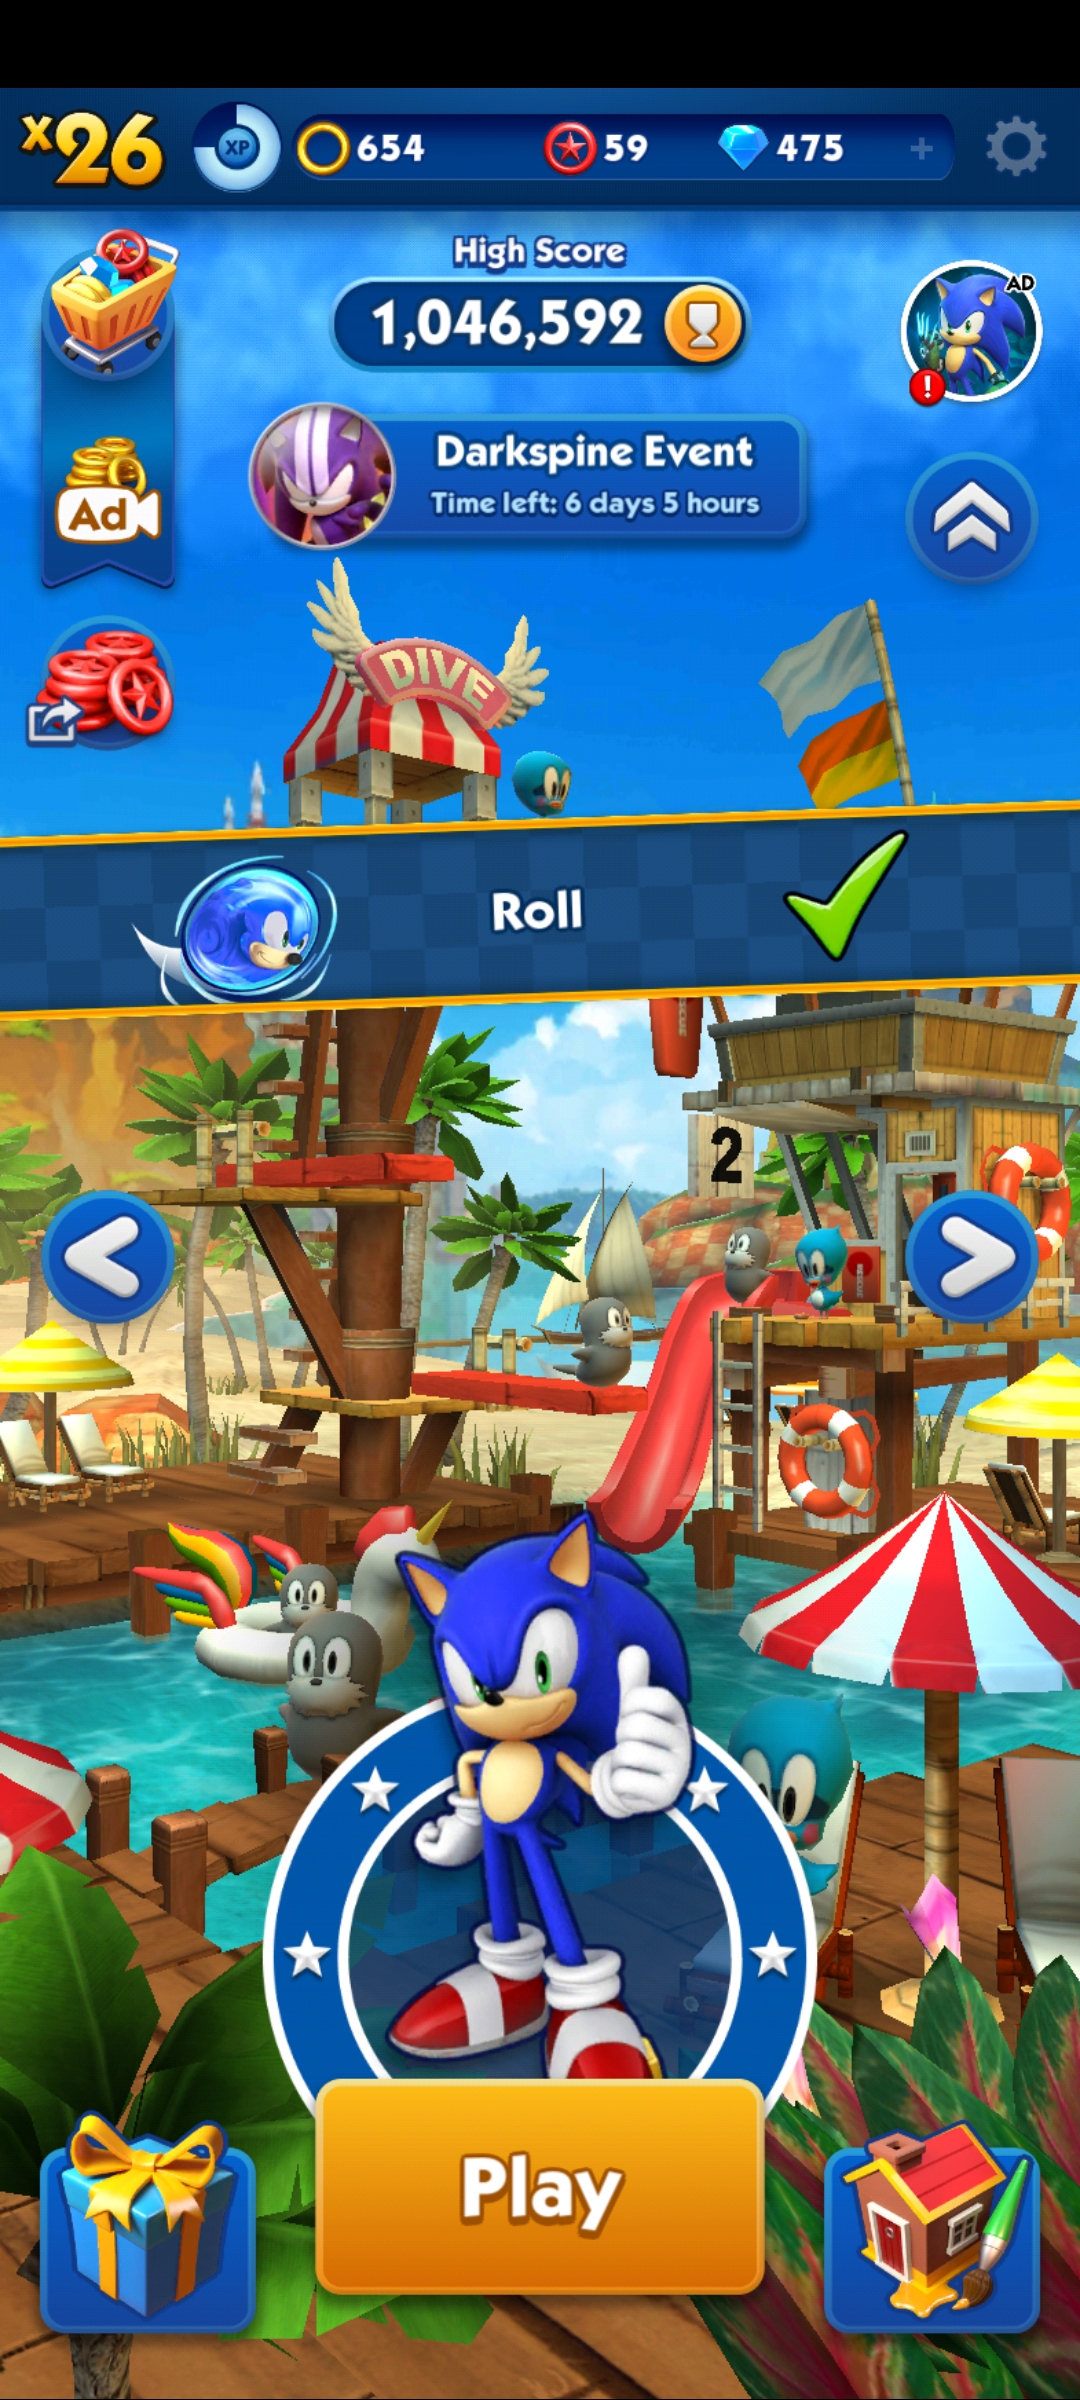 x26
XP
654
59
475
+
High Score
1,046,592
AD
!
Darkspine Event
Time left: 6 days 5 hours
Ad
DIVE
Roll
2
Play